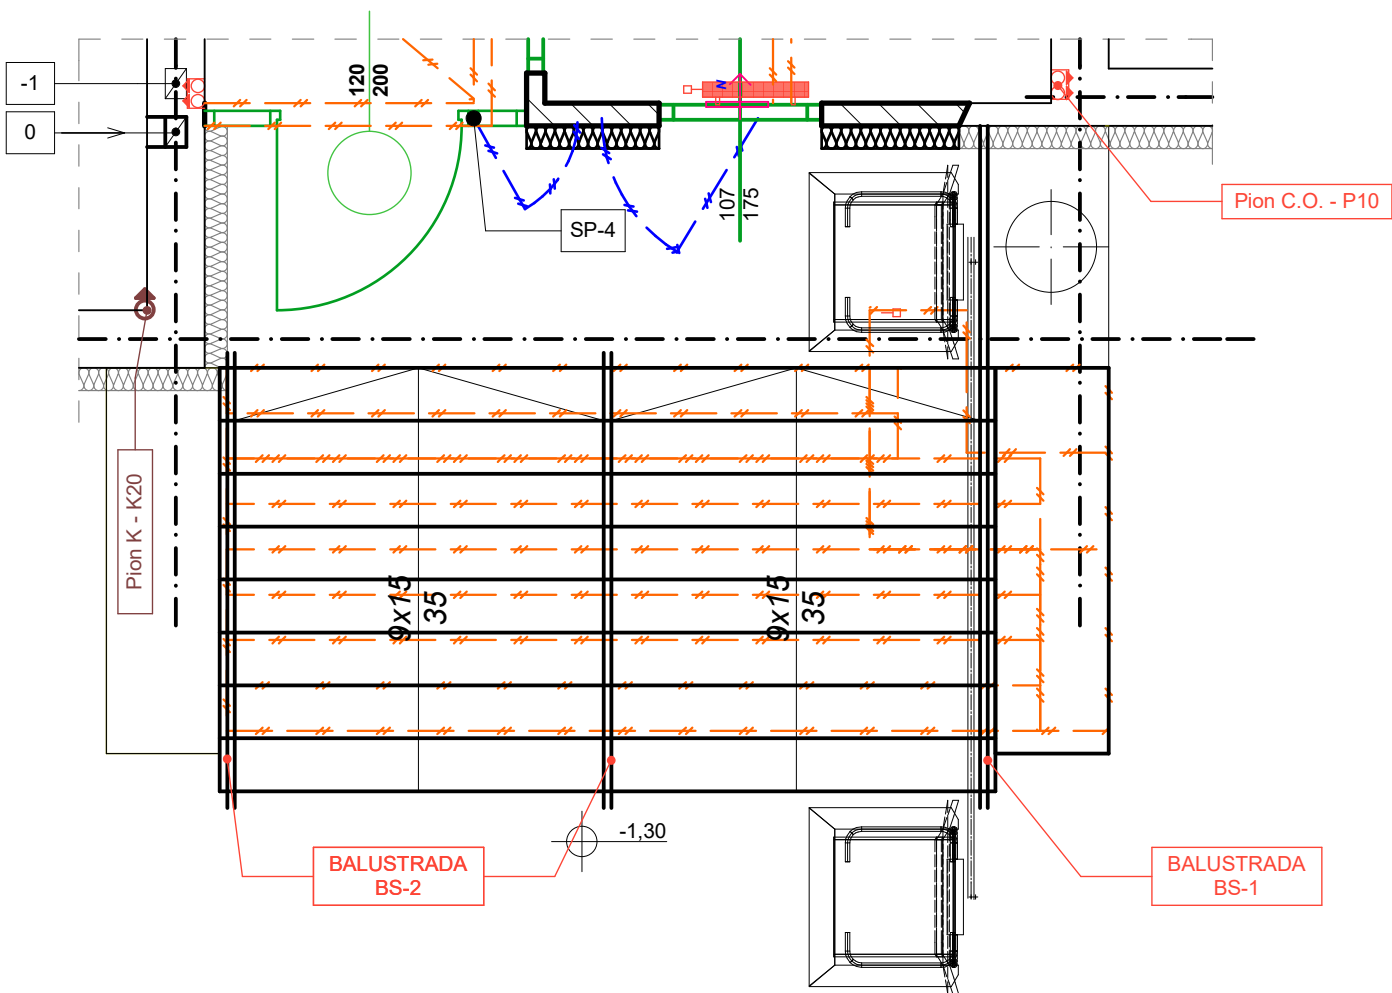 120
200
-1
0
N
107
175
SP-4
Pion C.O. - P10
Pion K - K20
9x15
35
9x15
35
-1,30
BALUSTRADA
BS-2
BALUSTRADA
BS-1